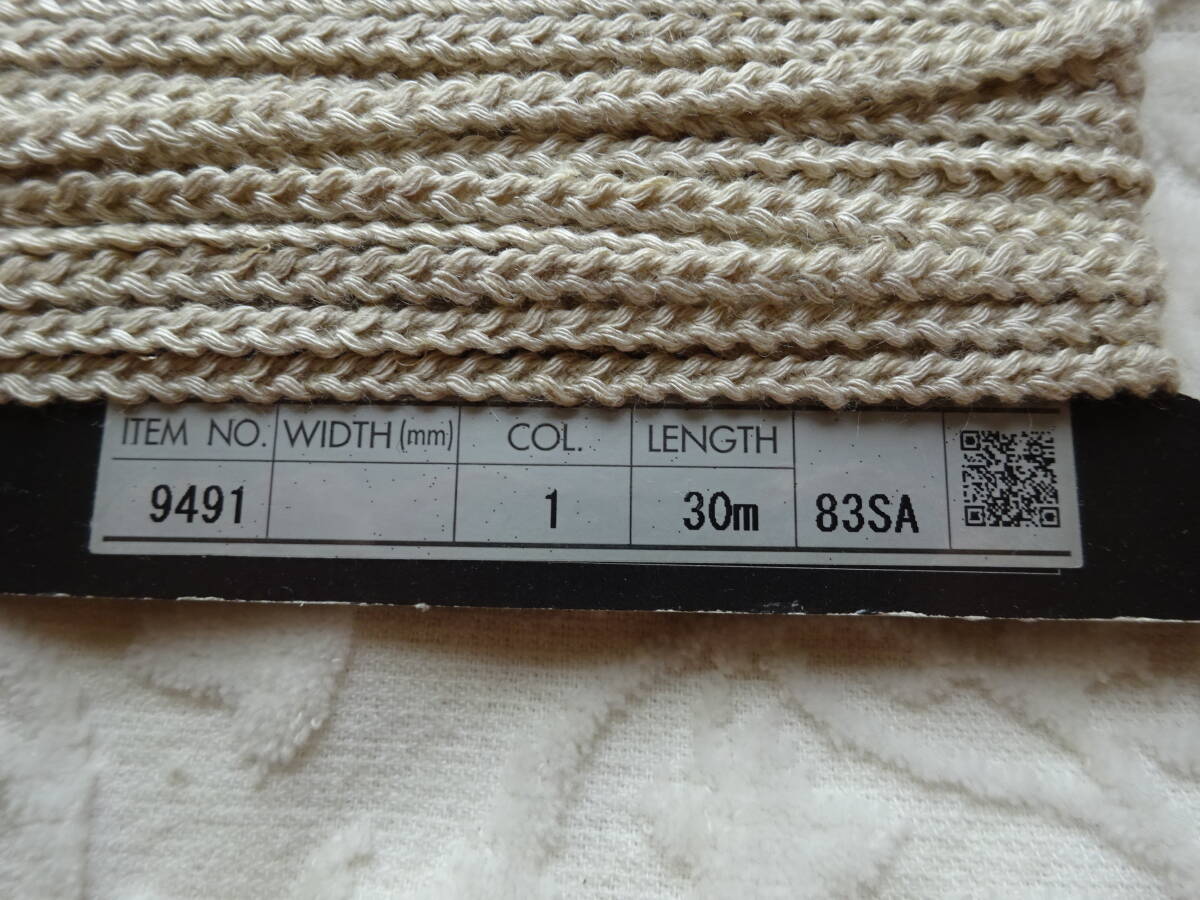 ITEM NO. WIDTH (mm) COL. LENGTH
9491 1 30m 83SA